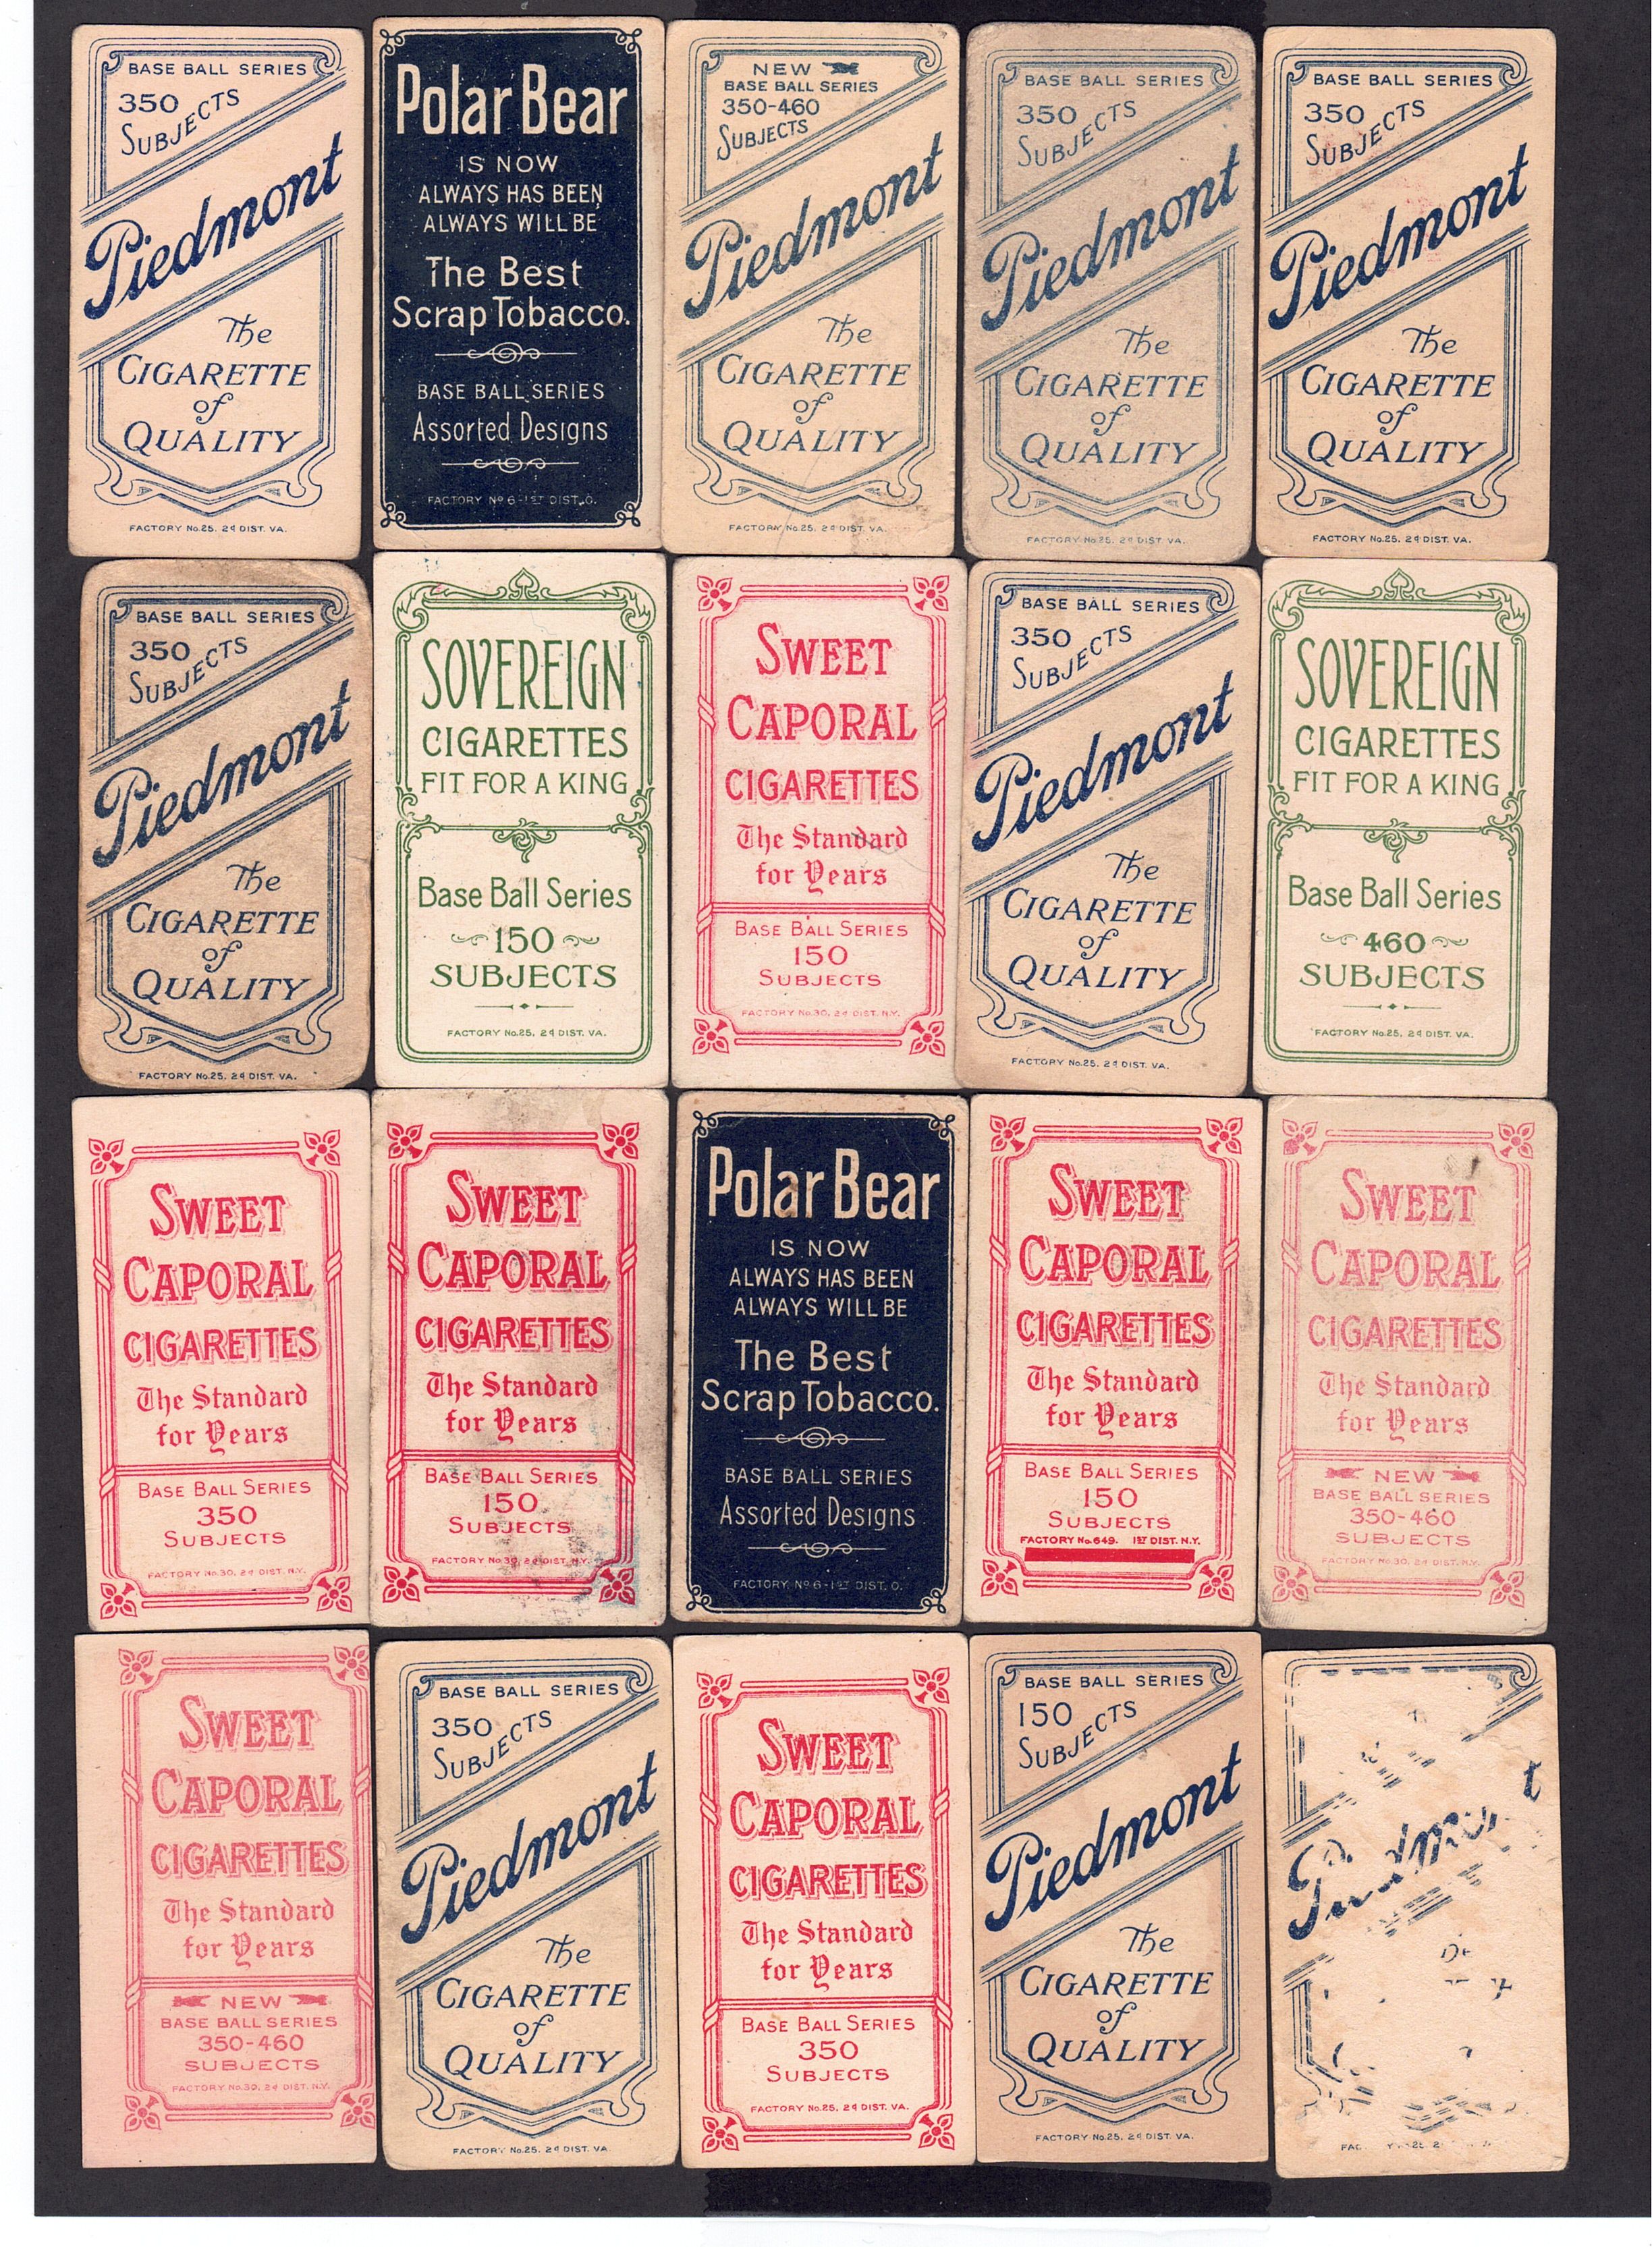 BASE BALL SERIES
350
SUBJECTS
Piedmont
The
CIGARETTE
of
QUALITY
FACTORY No.25. 2d DIST. VA.
Polar Bear
IS NOW
ALWAYS HAS BEEN
ALWAYS WILL BE
The Best
Scrap Tobacco.
BASE BALL SERIES
Assorted Designs
FACTORY Nº 6-1ST DIST. O.
NEW
BASE BALL SERIES
350-460
SUBJECTS
Piedmont
The
CIGARETTE
of
QUALITY
FACTORY No.25. 2d DIST. VA.
BASE BALL SERIES
350
SUBJECTS
Piedmont
The
CIGARETTE
of
QUALITY
FACTORY No.25. 2d DIST. VA.
BASE BALL SERIES
350
SUBJECTS
Piedmont
The
CIGARETTE
of
QUALITY
FACTORY No.25. 2d DIST. VA.
BASE BALL SERIES
350
SUBJECTS
Piedmont
The
CIGARETTE
of
QUALITY
FACTORY No.25. 2d DIST. VA.
SOVEREIGN
CIGARETTES
FIT FOR A KING
Base Ball Series
150
SUBJECTS
FACTORY No.25. 2d DIST. VA.
SWEET
CAPORAL
CIGARETTES
The Standard
for Years
BASE BALL SERIES
150
SUBJECTS
FACTORY No.30, 2d DIST. N.Y.
BASE BALL SERIES
350
SUBJECTS
Piedmont
The
CIGARETTE
of
QUALITY
FACTORY No.25. 2d DIST. VA.
SOVEREIGN
CIGARETTES
FIT FOR A KING
Base Ball Series
460
SUBJECTS
FACTORY No.25. 2d DIST. VA.
SWEET
CAPORAL
CIGARETTES
The Standard
for Years
BASE BALL SERIES
350
SUBJECTS
FACTORY No.30, 2d DIST. N.Y.
SWEET
CAPORAL
CIGARETTES
The Standard
for Years
BASE BALL SERIES
150
SUBJECTS
FACTORY No.30, 2d DIST. N.Y.
Polar Bear
IS NOW
ALWAYS HAS BEEN
ALWAYS WILL BE
The Best
Scrap Tobacco.
BASE BALL SERIES
Assorted Designs
FACTORY Nº 6-1ST DIST. O.
SWEET
CAPORAL
CIGARETTES
The Standard
for Years
BASE BALL SERIES
150
SUBJECTS
FACTORY No.649. 1ST DIST. N.Y.
SWEET
CAPORAL
CIGARETTES
The Standard
for Years
NEW
BASE BALL SERIES
350-460
SUBJECTS
FACTORY No.30, 2d DIST. N.Y.
SWEET
CAPORAL
CIGARETTES
The Standard
for Years
NEW
BASE BALL SERIES
350-460
SUBJECTS
FACTORY No.30, 2d DIST. N.Y.
BASE BALL SERIES
350
SUBJECTS
Piedmont
The
CIGARETTE
of
QUALITY
FACTORY No.25. 2d DIST. VA
SWEET
CAPORAL
CIGARETTES
The Standard
for Years
BASE BALL SERIES
350
SUBJECTS
FACTORY No.25, 2d DIST. VA.
BASE BALL SERIES
150
SUBJECTS
Piedmont
The
CIGARETTE
of
QUALITY
FACTORY No.25. 2d DIST. VA.